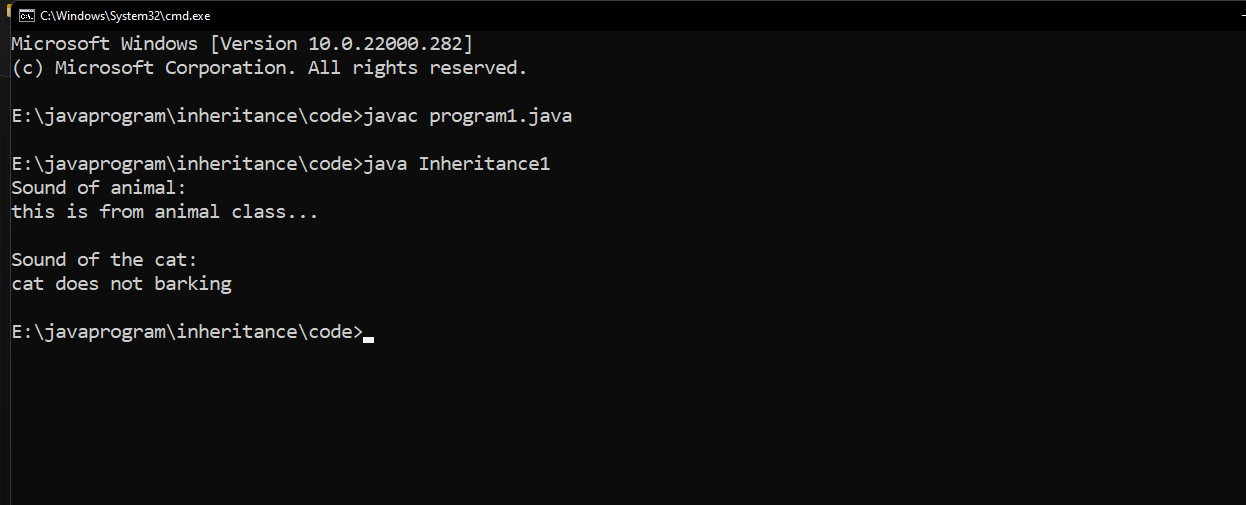 C:\Windows\System32\cmd.exe
Microsoft Windows [Version 10.0.22000.282]
(c) Microsoft Corporation. All rights reserved.
E:\javaprogram\inheritance\code>javac program1.java
E:\javaprogram\inheritance\code>java Inheritance1
Sound of animal:
this is from animal class...
Sound of the cat:
cat does not barking
E:\javaprogram\inheritance\code>